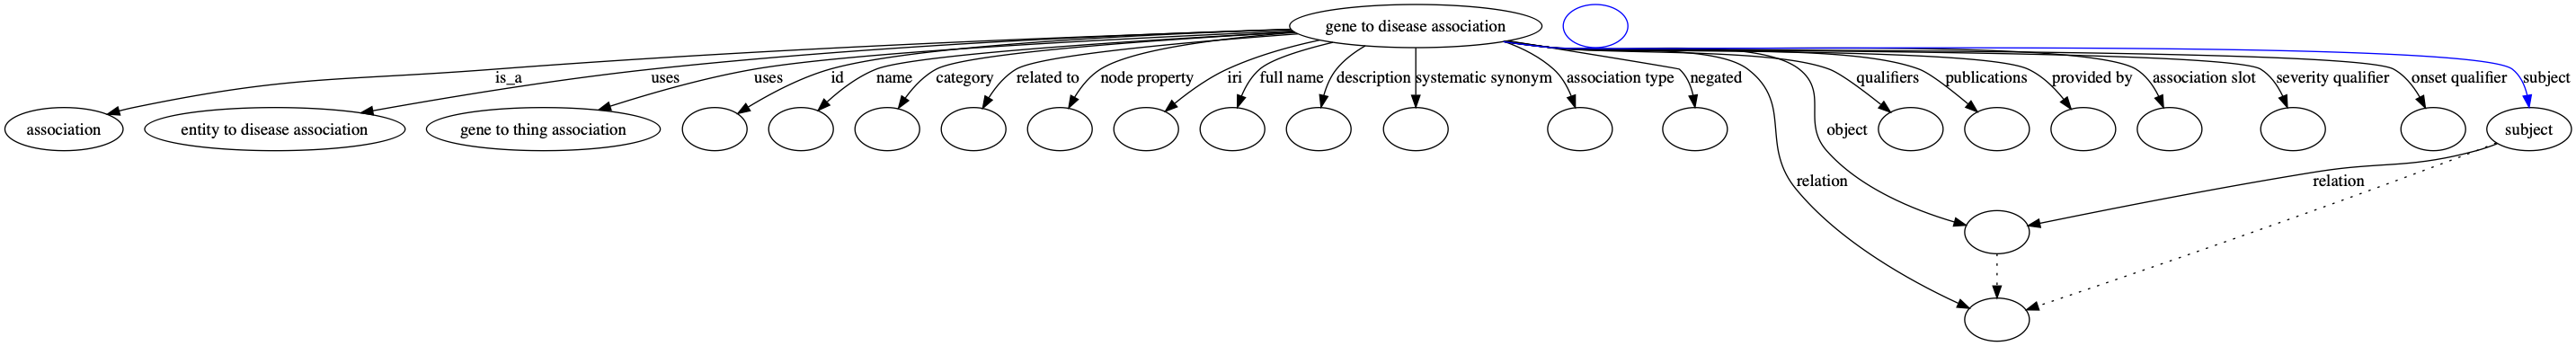 gene to disease association
is_a
uses
uses
id
name
category
related to
node property
iri
full name
description
systematic synonym
association type
negated
qualifiers
publications
provided by
association slot
severity qualifier
onset qualifier
subject
association
entity to disease association
gene to thing association
object
subject
relation
relation